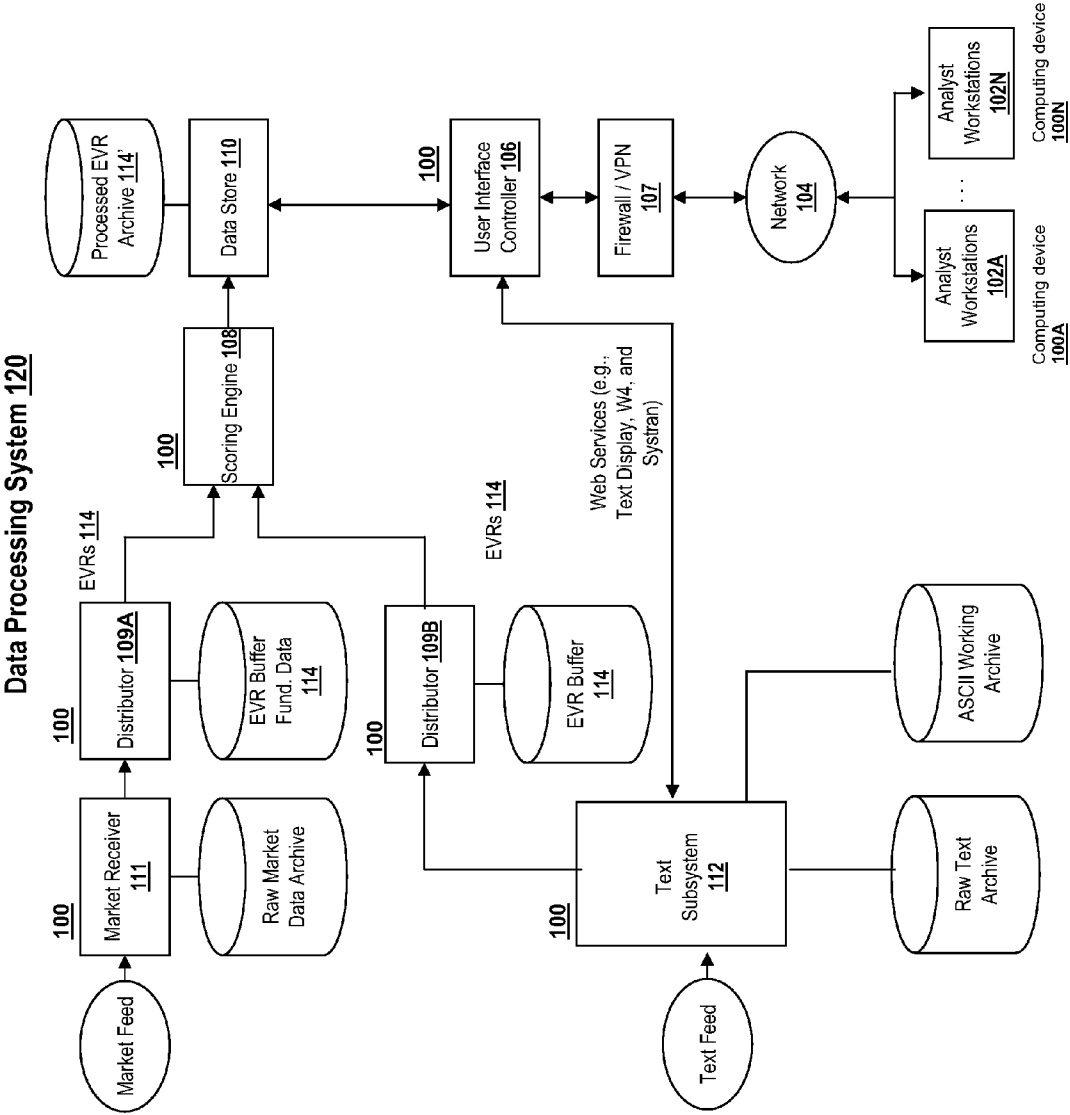 Data Processing System 120
Market Feed
100
Market Receiver
111
Raw Market
Data Archive
100
Distributor 109A
EVR Buffer
Fund. Data
114
EVRs 114
100
Scoring Engine 108
Data Store 110
Processed EVR
Archive 114'
Text Feed
100
Text
Subsystem
112
Raw Text
Archive
ASCII Working
Archive
100
Distributor 109B
EVR Buffer
114
EVRs 114
Web Services (e.g.,
Text Display, W4, and
Systran)
100
User Interface
Controller 106
Firewall / VPN
107
Network
104
Analyst
Workstations
102A
Computing device
100A
. . . .
Analyst
Workstations
102N
Computing device
100N